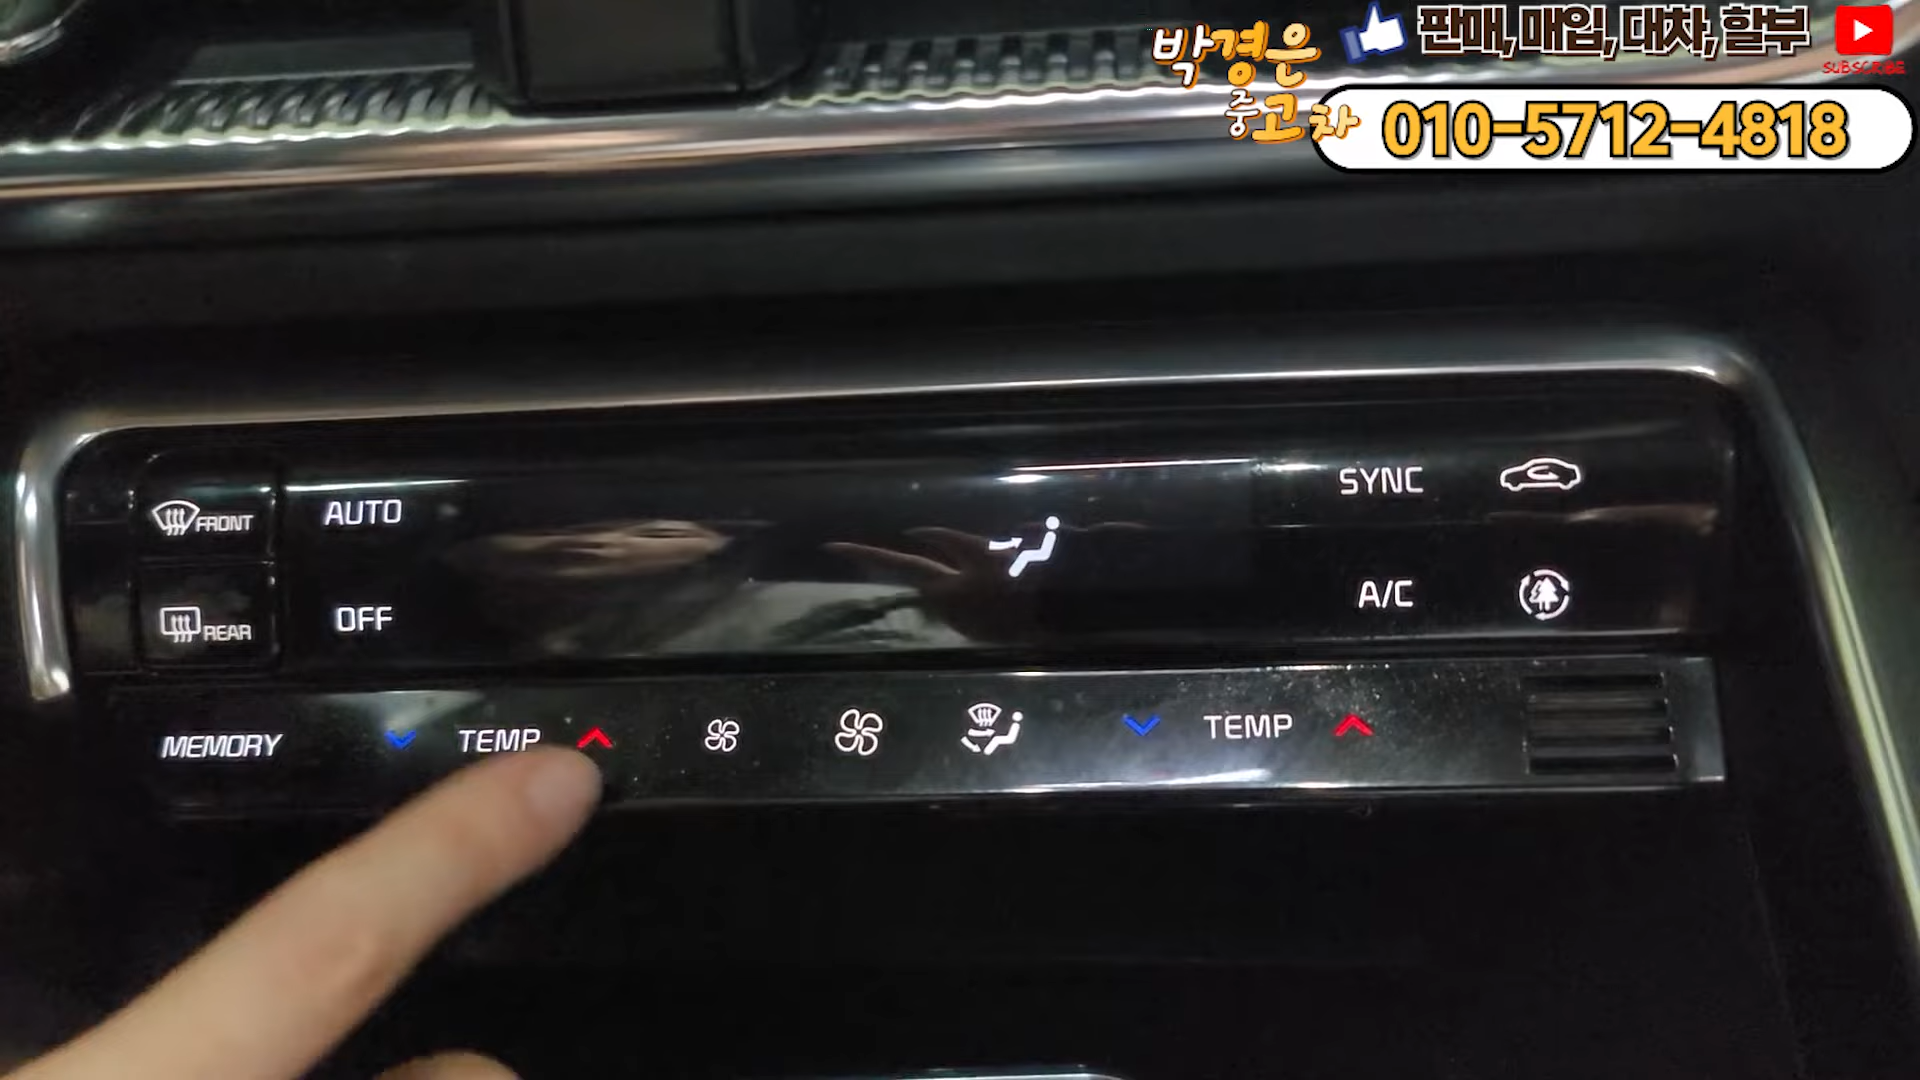 박경은
중고차
판매, 매입, 대차, 할부
SUBSCRIBE
010-5712-4818
FRONT
AUTO
SYNC
REAR
OFF
A/C
MEMORY
TEMP
TEMP